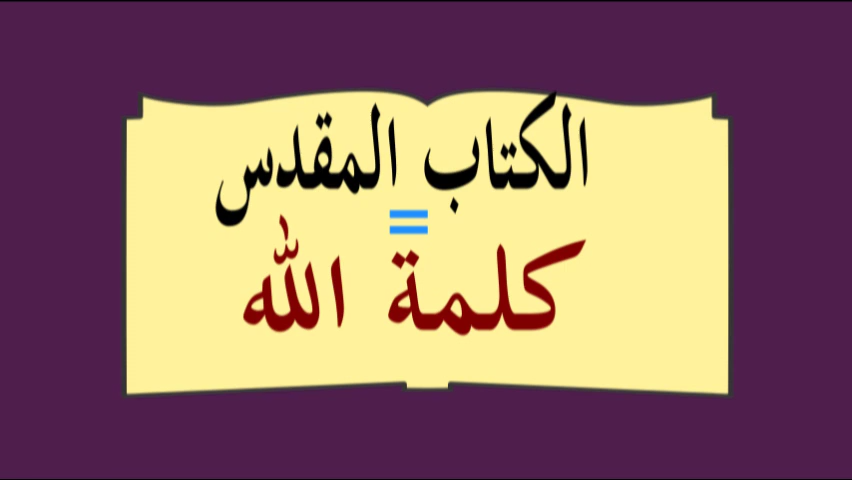 الكتاب المقدس
=
كلمة الله